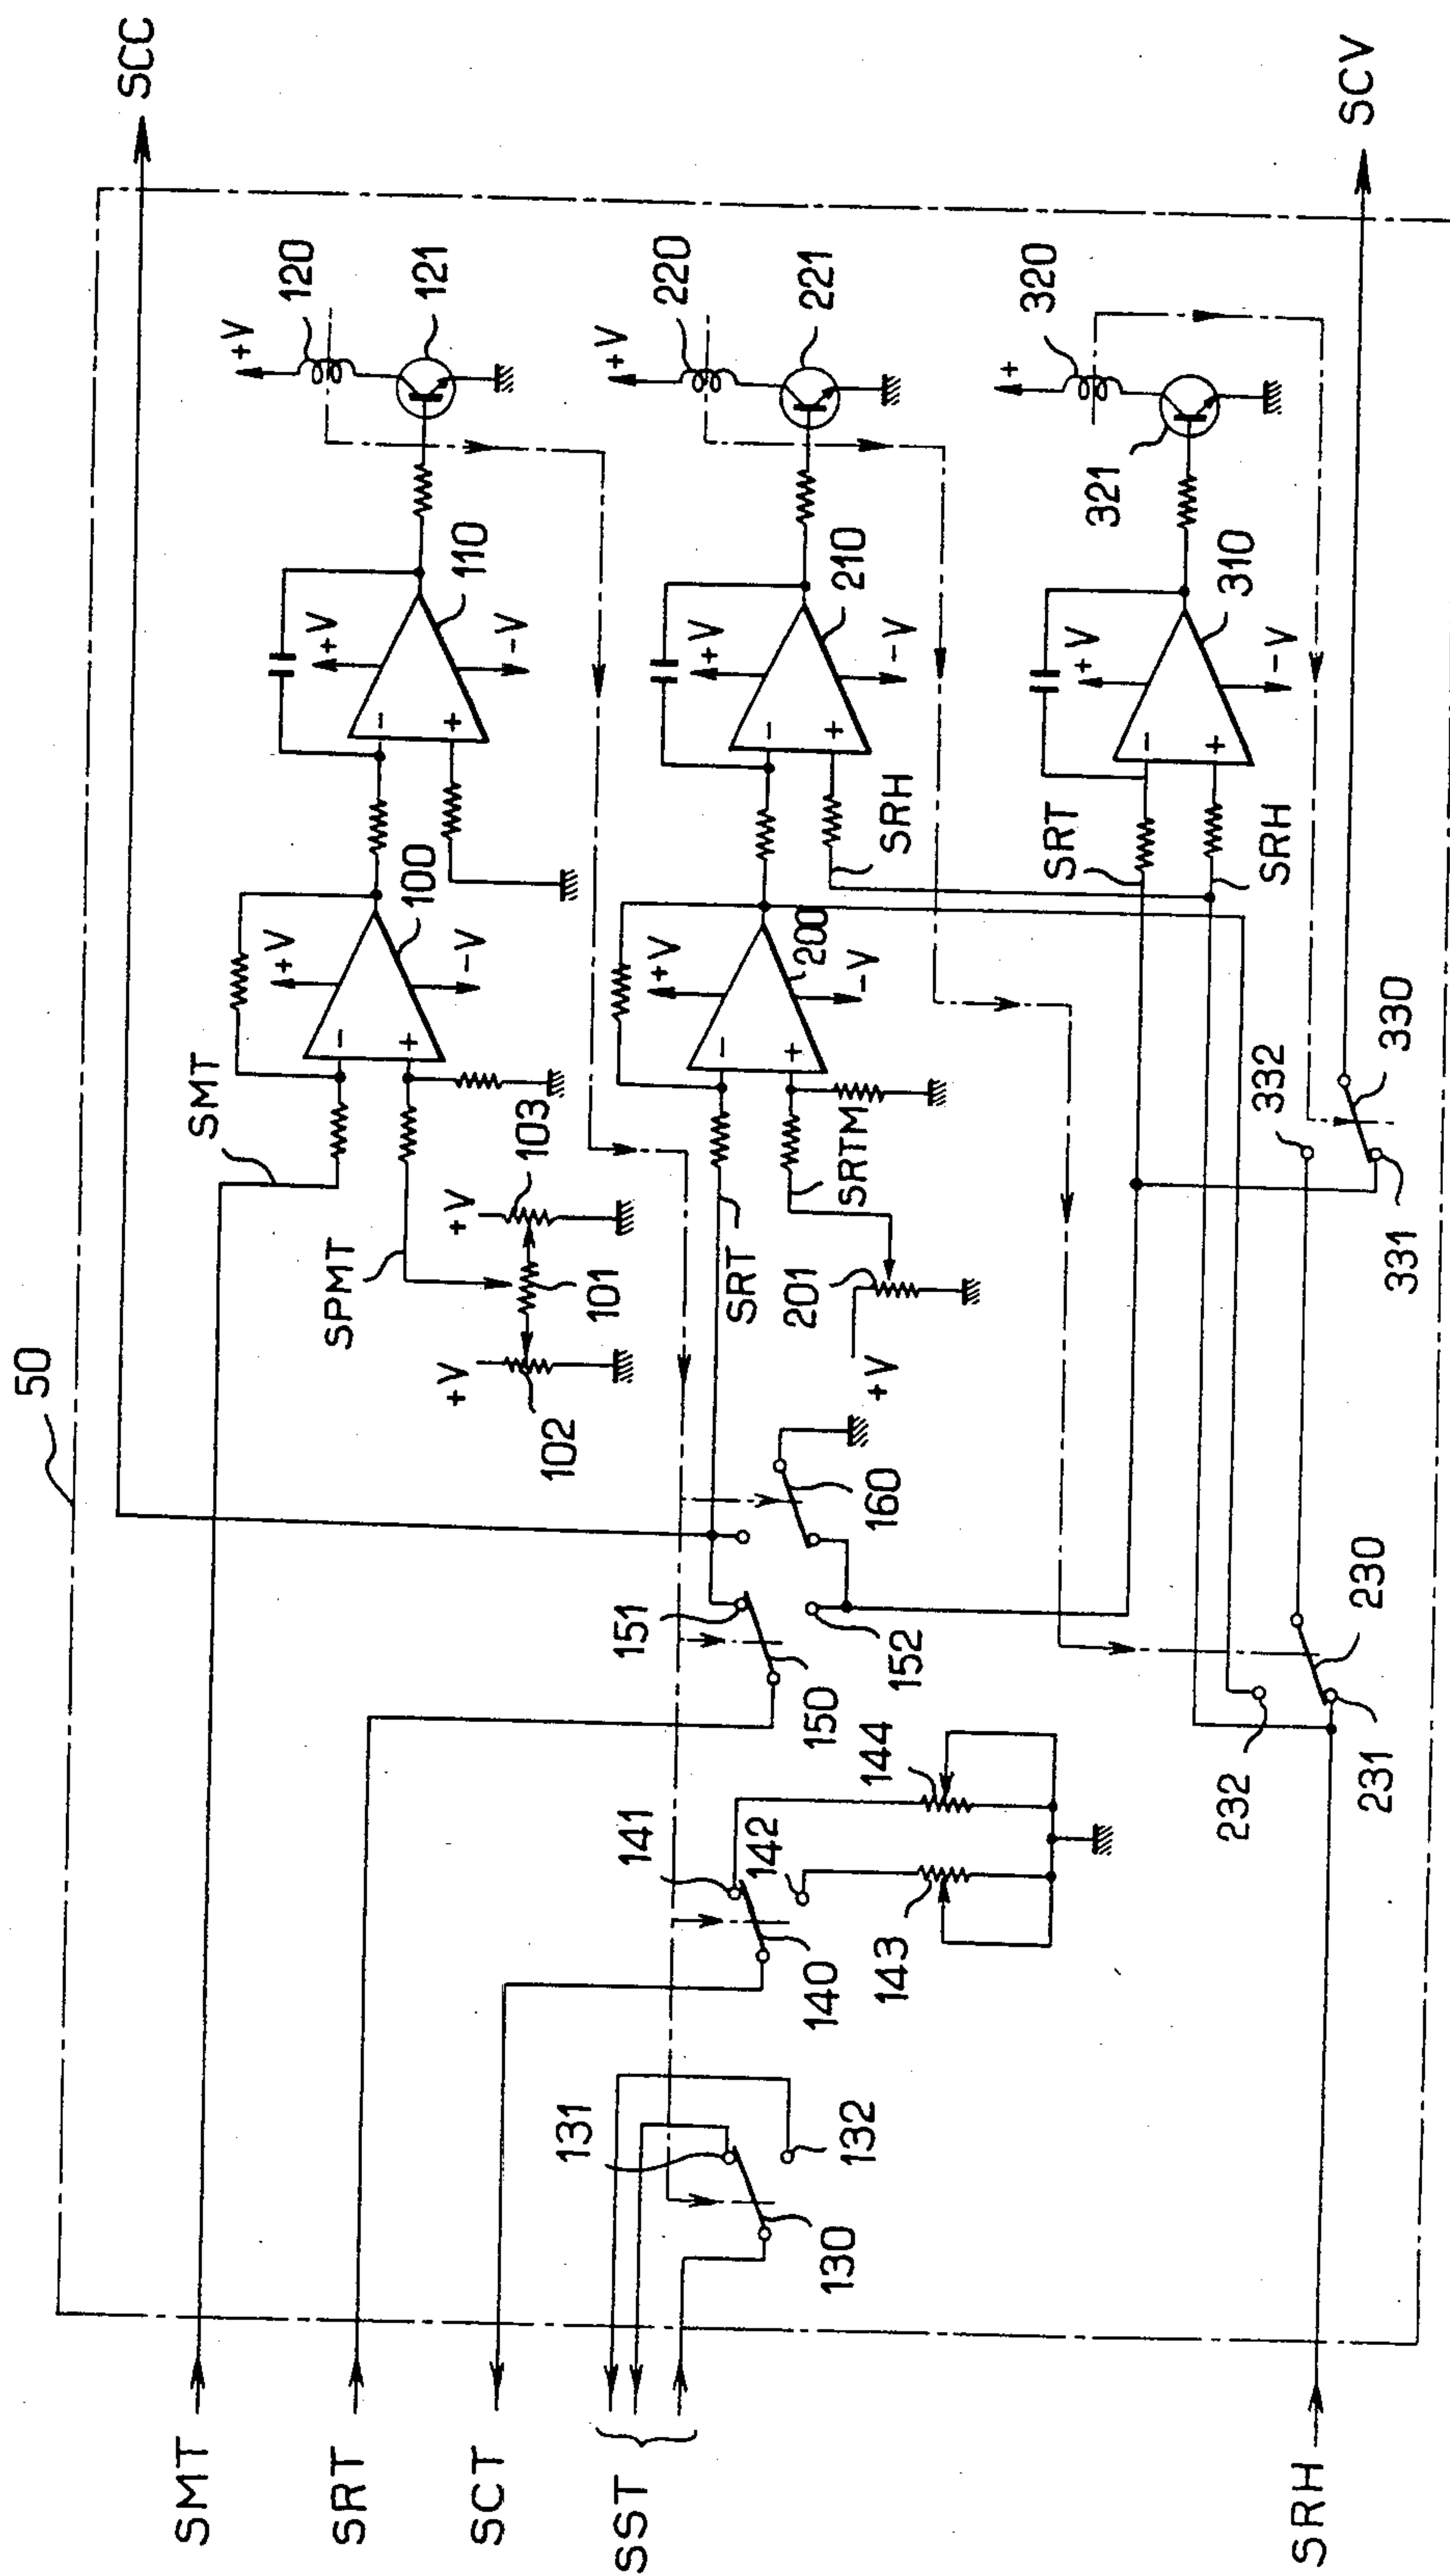 50
SMT
SRT
SCT
SST
SRH
SCC
SCV
SMT
SPMT
+V
102
101
+V
103
100
+V
-V
-
+
110
+V
-V
-
+
+V
120
121
SRT
SRTM
201
+V
200
+V
-V
-
+
SRH
210
+V
-V
-
+
+V
220
221
SRT
SRH
310
+V
-V
-
+
+
320
321
131
132
130
141
142
140
143
144
151
152
150
160
232
231
230
332
331
330